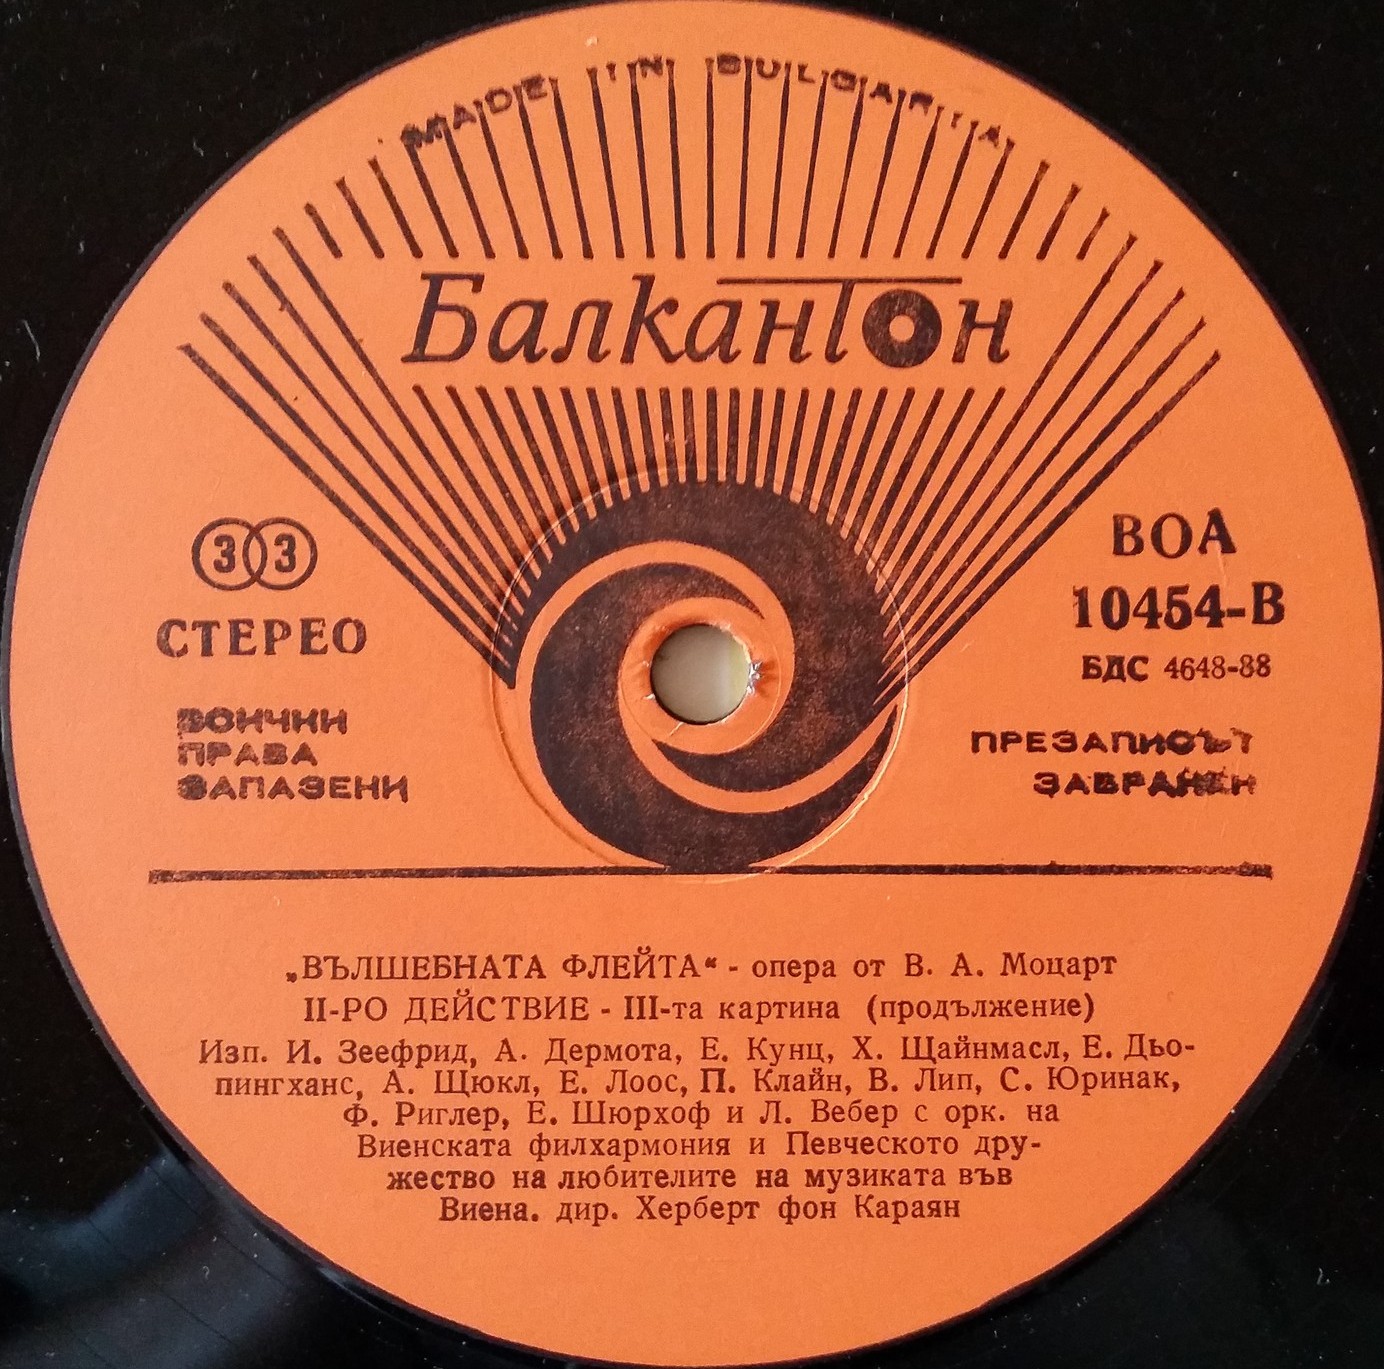 MADE IN BULGARIA
Балкантон
33
СТЕРЕО
ВСИЧКИ
ПРАВА
ЗАПАЗЕНИ
ВОА
10454-В
БДС 4648-88
ПРЕЗАПИСЪТ
ЗАБРАНЕН
„ВЪЛШЕБНАТА ФЛЕЙТА“ - опера от В. А. Моцарт
II-РО ДЕЙСТВИЕ - III-та картина (продължение)
Изп. И. Зеефрид, А. Дермота, Е. Кунц, Х. Щайнмасл, Е. Дьо-
пингханс, А. Щюкл, Е. Лоос, П. Клайн, В. Лип, С. Юринак,
Ф. Риглер, Е. Шюрхоф и Л. Вебер с орк. на
Виенската филхармония и Певческото дру-
жество на любителите на музиката във
Виена. дир. Херберт фон Караян